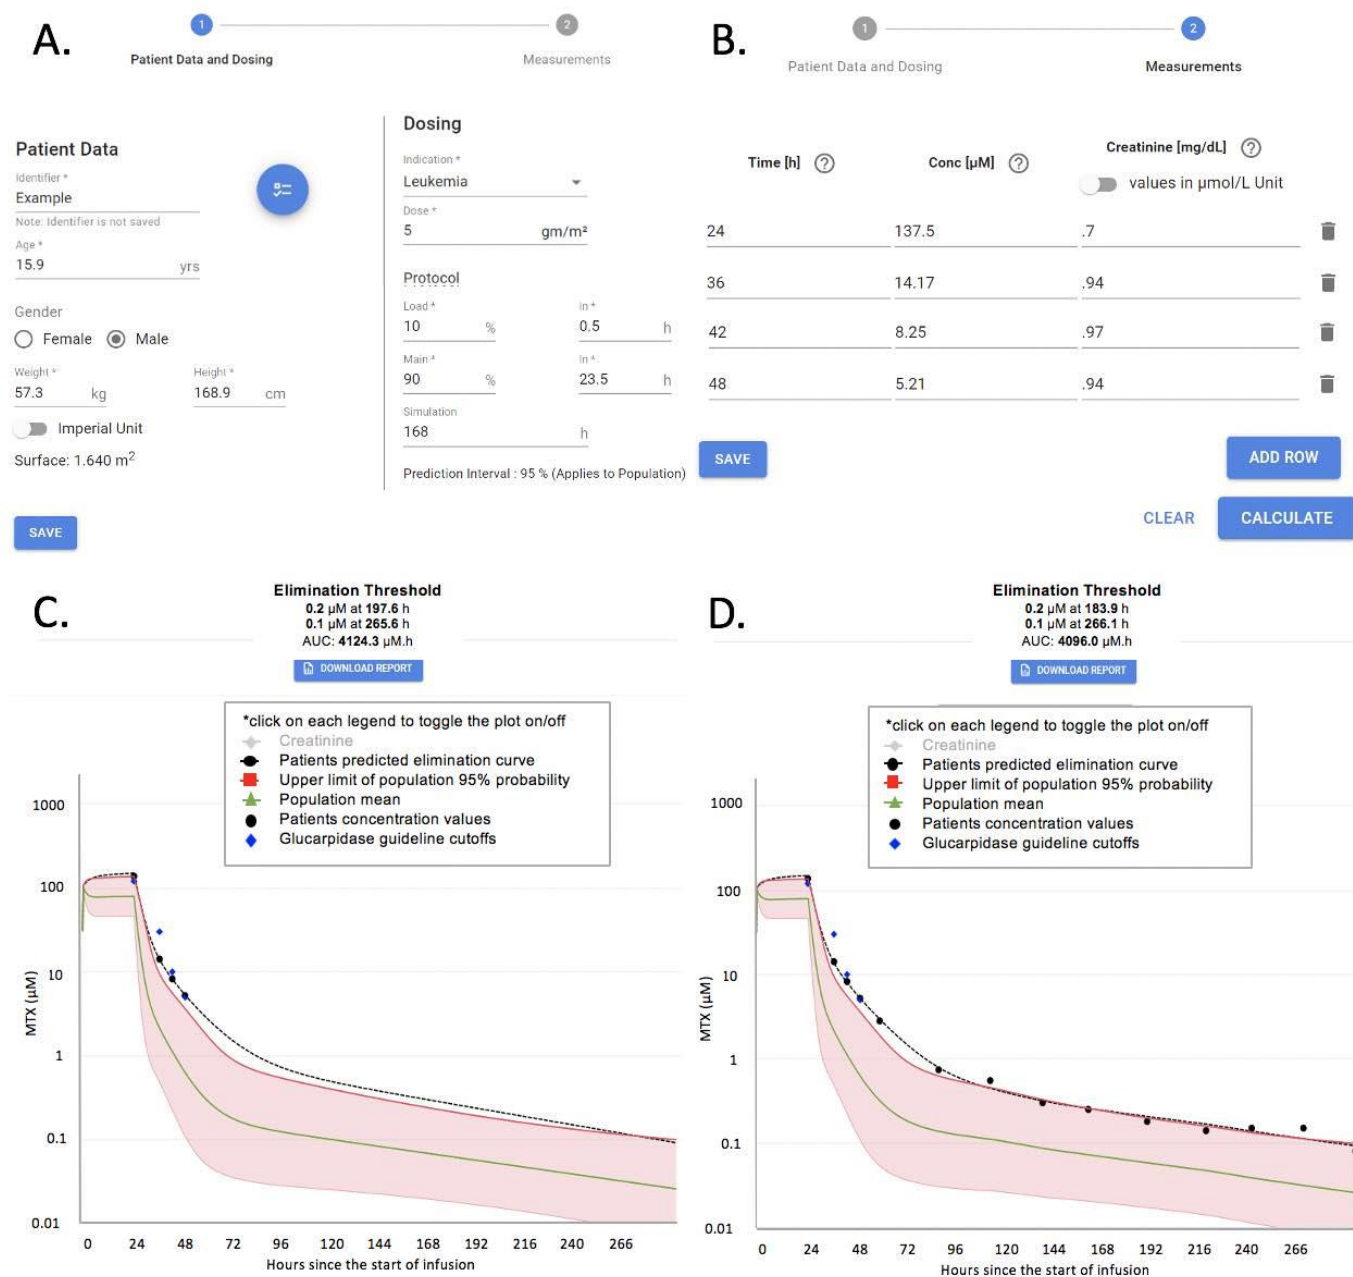 A.
1
2
Patient Data and Dosing
Measurements
Patient Data
Identifier *
Example
Note: Identifier is not saved
Age *
15.9 yrs
Gender
Female Male
Weight *
57.3 kg
Height *
168.9 cm
Imperial Unit
Surface: 1.640 m²
SAVE
Dosing
Indication *
Leukemia
Dose *
5 gm/m²
Protocol
Load *
10 %
In *
0.5 h
Main *
90 %
In *
23.5 h
Simulation
168 h
Prediction Interval : 95 % (Applies to Population)
B.
1
2
Patient Data and Dosing
Measurements
Time [h] ?
Conc [µM] ?
Creatinine [mg/dL] ?
values in µmol/L Unit
24 137.5 .7
36 14.17 .94
42 8.25 .97
48 5.21 .94
SAVE
ADD ROW
CLEAR
CALCULATE
C.
Elimination Threshold
0.2 µM at 197.6 h
0.1 µM at 265.6 h
AUC: 4124.3 µM.h
DOWNLOAD REPORT
*click on each legend to toggle the plot on/off
Creatinine
Patients predicted elimination curve
Upper limit of population 95% probability
Population mean
Patients concentration values
Glucarpidase guideline cutoffs
MTX (µM)
1000
100
10
1
0.1
0.01
0 24 48 72 96 120 144 168 192 216 240 266
Hours since the start of infusion
D.
Elimination Threshold
0.2 µM at 183.9 h
0.1 µM at 266.1 h
AUC: 4096.0 µM.h
DOWNLOAD REPORT
*click on each legend to toggle the plot on/off
Creatinine
Patients predicted elimination curve
Upper limit of population 95% probability
Population mean
Patients concentration values
Glucarpidase guideline cutoffs
MTX (µM)
1000
100
10
1
0.1
0.01
0 24 48 72 96 120 144 168 192 216 240 266
Hours since the start of infusion